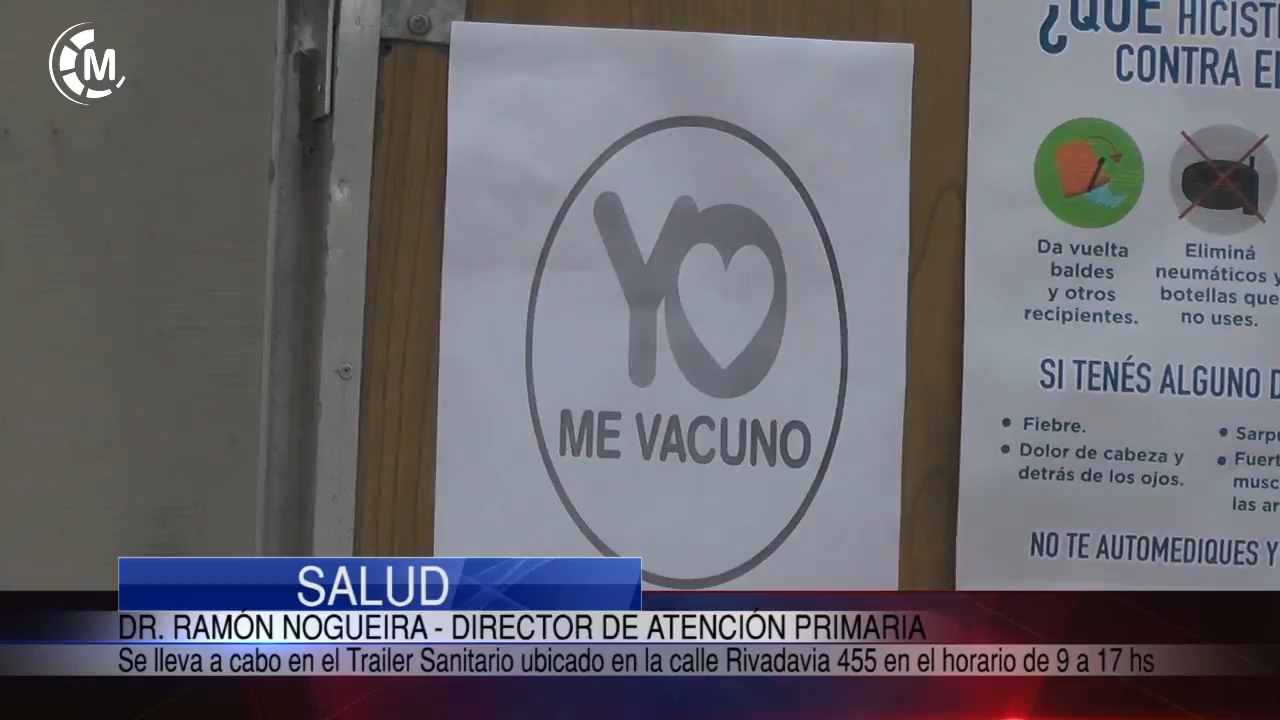 M
YO
ME VACUNO
¿QUÉ
CONTRA
Da vuelta
baldes
y otros
recipientes.
Eliminá
neumáticos y
botellas que
no uses.
SI TENÉS ALGUNO
• Fiebre.
• Dolor de cabeza y
detrás de los ojos.
NO TE AUTOMEDIQUES Y
SALUD
DR. RAMÓN NOGUEIRA - DIRECTOR DE ATENCIÓN PRIMARIA
Se lleva a cabo en el Trailer Sanitario ubicado en la calle Rivadavia 455 en el horario de 9 a 17 hs